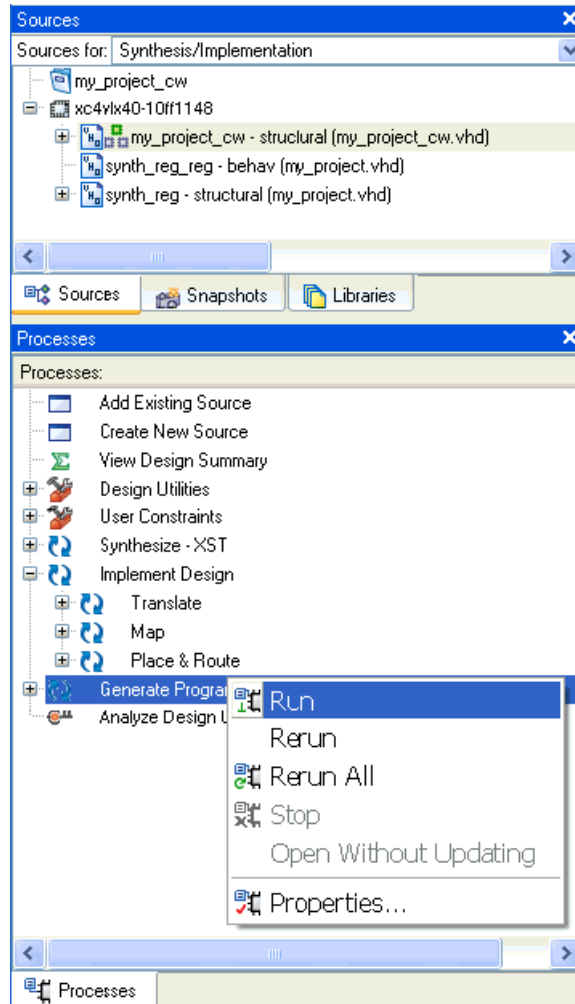 Sources
Sources for: Synthesis/Implementation
my_project_cw
xc4vlx40-10ff1148
my_project_cw - structural (my_project_cw.vhd)
synth_reg_reg - behav (my_project.vhd)
synth_reg - structural (my_project.vhd)
Sources Snapshots Libraries
Processes
Processes:
Add Existing Source
Create New Source
View Design Summary
Design Utilities
User Constraints
Synthesize - XST
Implement Design
Translate
Map
Place & Route
Generate Progra
Analyze Design
Run
Rerun
Rerun All
Stop
Open Without Updating
Properties...
Processes